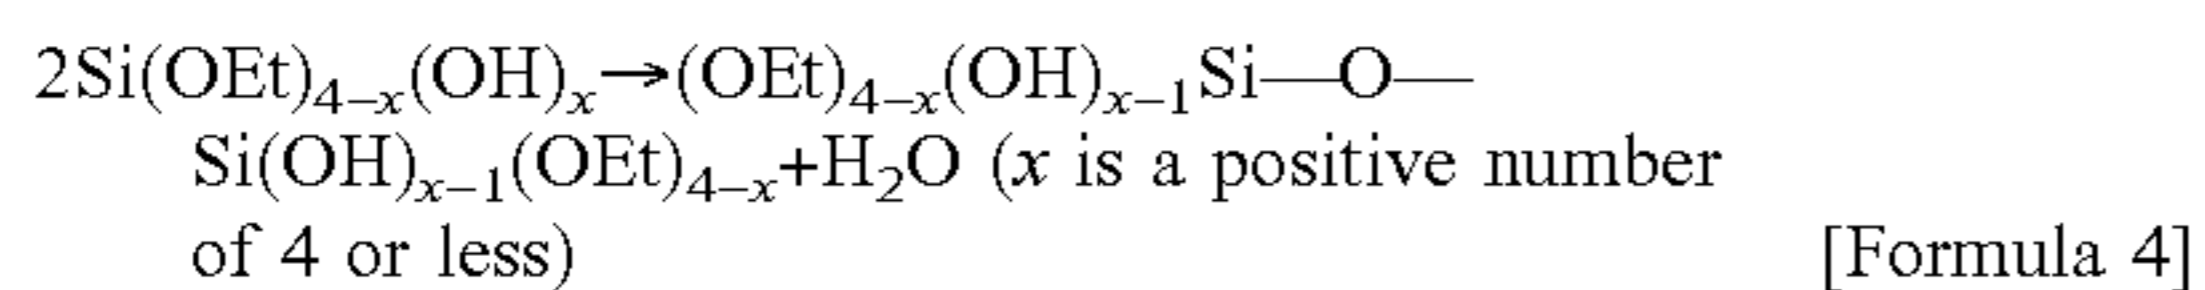 2Si(OEt)₄₋ₓ(OH)ₓ→(OEt)₄₋ₓ(OH)ₓ₋₁Si—O—
Si(OH)ₓ₋₁(OEt)₄₋ₓ+H₂O (x is a positive number
of 4 or less) [Formula 4]